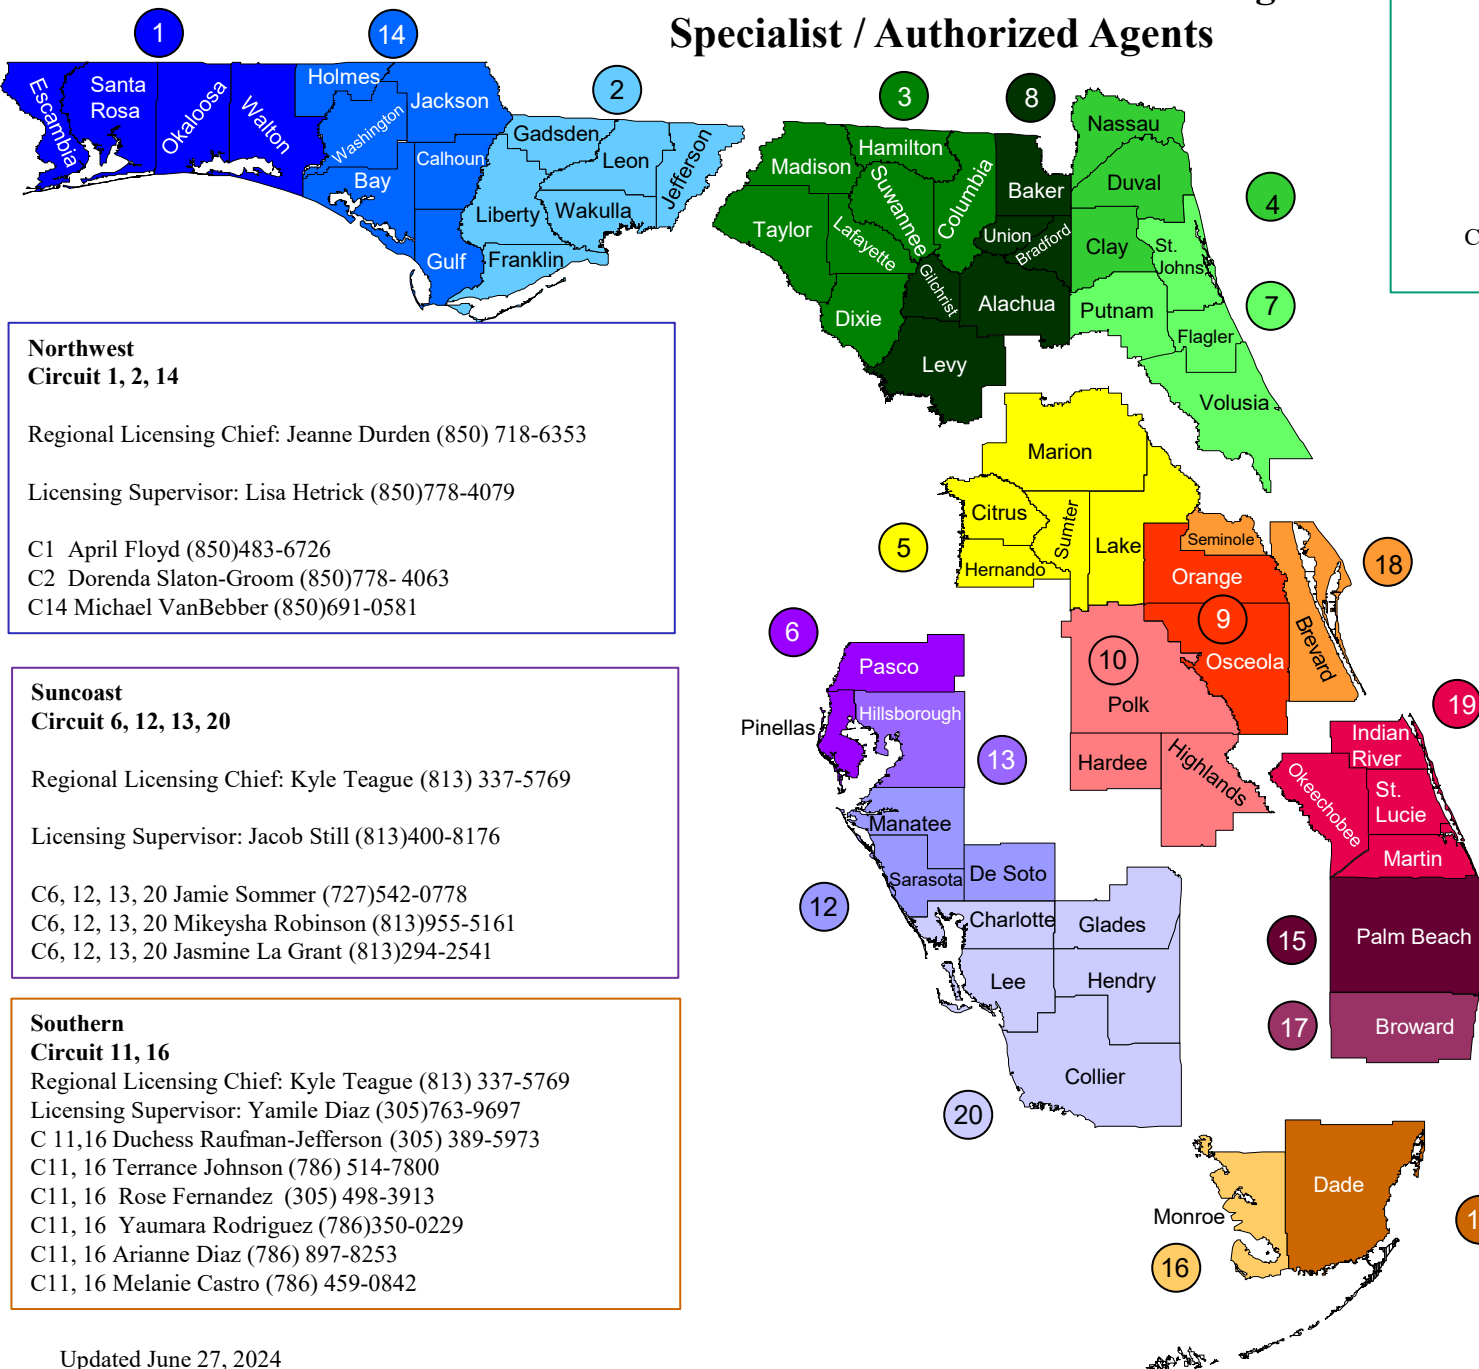 Specialist / Authorized Agents
1
14
2
3
8
4
7
5
18
9
10
6
13
12
19
15
17
20
16
1
C
Escambia
Santa
Rosa
Okaloosa
Walton
Holmes
Washington
Jackson
Calhoun
Bay
Gulf
Gadsden
Leon
Jefferson
Liberty
Wakulla
Franklin
Madison
Hamilton
Suwannee
Columbia
Taylor
Lafayette
Dixie
Baker
Union
Bradford
Gilchrist
Alachua
Levy
Nassau
Duval
Clay
St.
Johns
Putnam
Flagler
Volusia
Marion
Citrus
Sumter
Lake
Hernando
Seminole
Orange
Osceola
Brevard
Polk
Hardee
Highlands
Pasco
Pinellas
Hillsborough
Manatee
Sarasota
De Soto
Charlotte
Glades
Lee
Hendry
Collier
Indian
River
Okeechobee
St.
Lucie
Martin
Palm Beach
Broward
Monroe
Dade
Northwest
Circuit 1, 2, 14
Regional Licensing Chief: Jeanne Durden (850) 718-6353
Licensing Supervisor: Lisa Hetrick (850)778-4079
C1 April Floyd (850)483-6726
C2 Dorenda Slaton-Groom (850)778- 4063
C14 Michael VanBebber (850)691-0581
Suncoast
Circuit 6, 12, 13, 20
Regional Licensing Chief: Kyle Teague (813) 337-5769
Licensing Supervisor: Jacob Still (813)400-8176
C6, 12, 13, 20 Jamie Sommer (727)542-0778
C6, 12, 13, 20 Mikeysha Robinson (813)955-5161
C6, 12, 13, 20 Jasmine La Grant (813)294-2541
Southern
Circuit 11, 16
Regional Licensing Chief: Kyle Teague (813) 337-5769
Licensing Supervisor: Yamile Diaz (305)763-9697
C 11,16 Duchess Raufman-Jefferson (305) 389-5973
C11, 16 Terrance Johnson (786) 514-7800
C11, 16 Rose Fernandez (305) 498-3913
C11, 16 Yaumara Rodriguez (786)350-0229
C11, 16 Arianne Diaz (786) 897-8253
C11, 16 Melanie Castro (786) 459-0842
Updated June 27, 2024